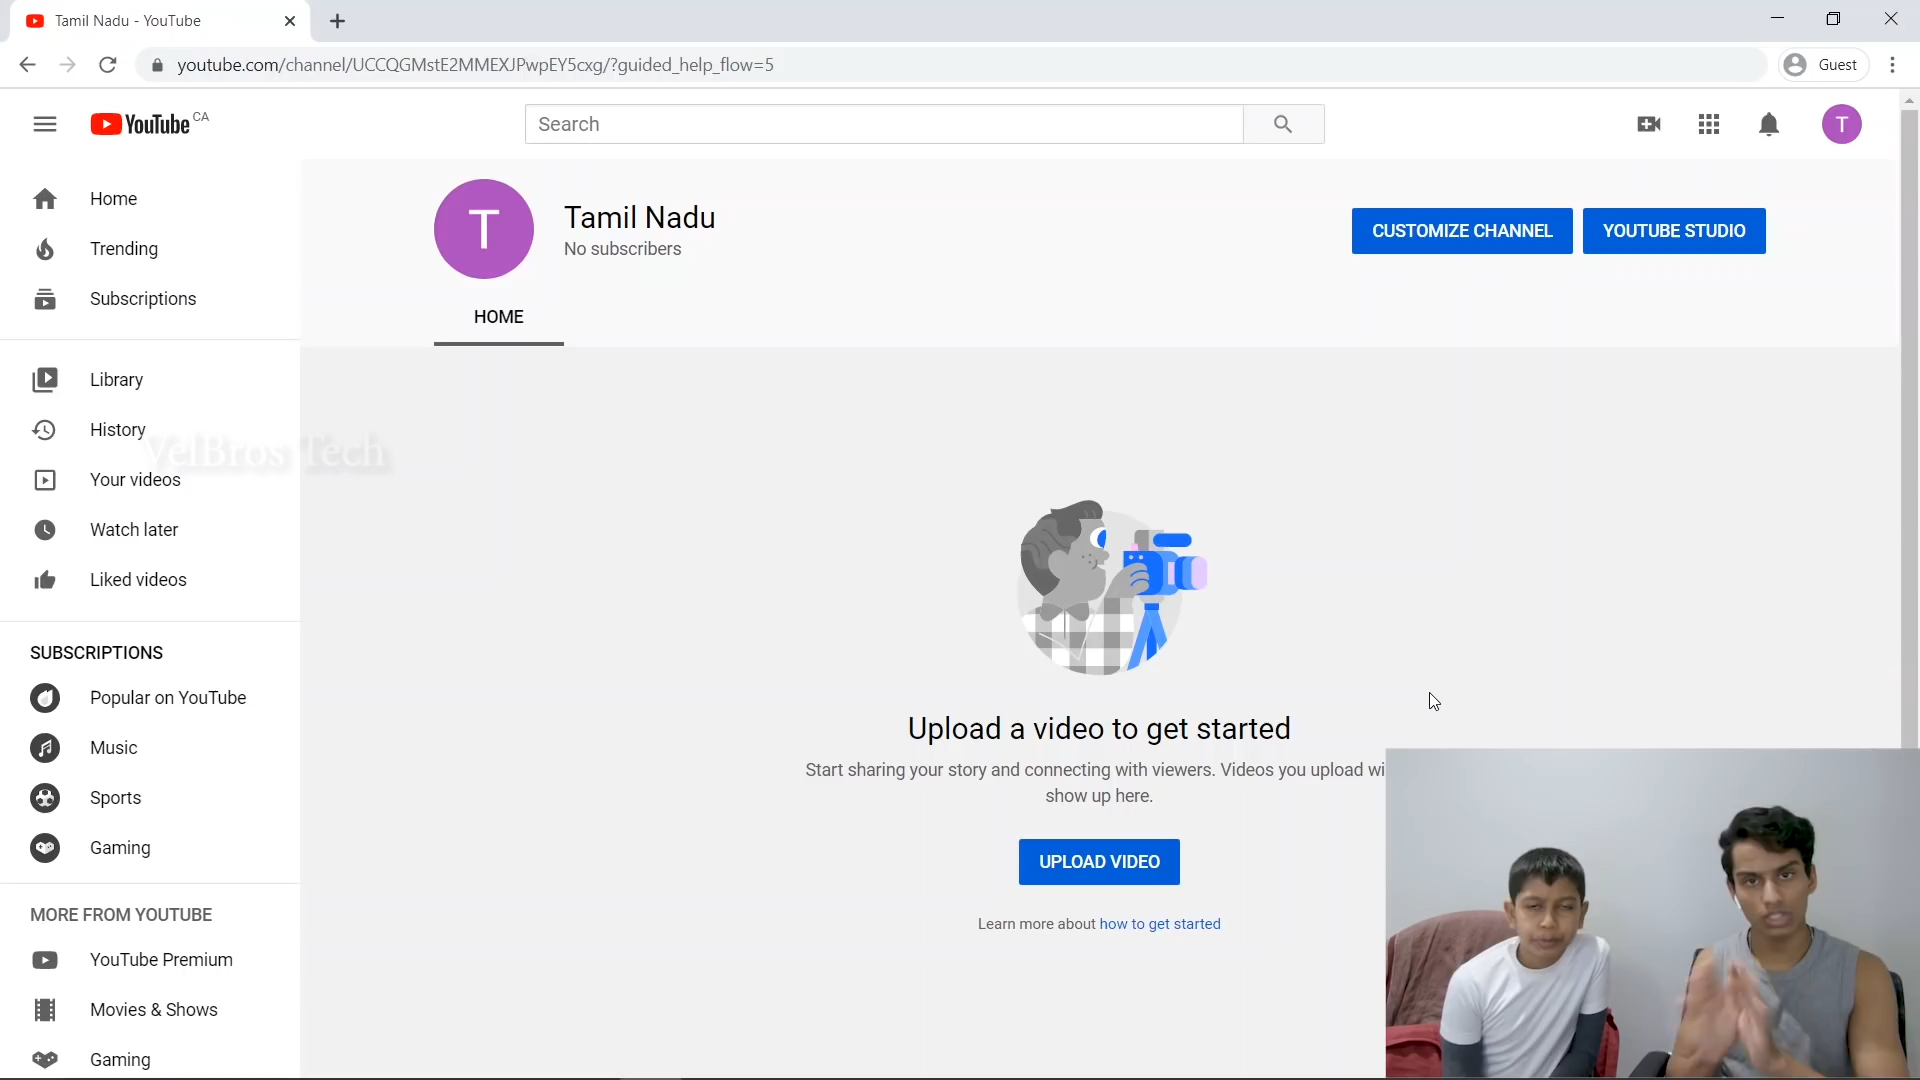 Tamil Nadu - YouTube
youtube.com/channel/UCCQGMstE2MMEXJPwpEY5cxg/?guided_help_flow=5
Guest
YouTube CA
Search
T
Home
Trending
Subscriptions
Library
History
Your videos
Watch later
Liked videos
SUBSCRIPTIONS
Popular on YouTube
Music
Sports
Gaming
MORE FROM YOUTUBE
YouTube Premium
Movies & Shows
Gaming
T
Tamil Nadu
No subscribers
CUSTOMIZE CHANNEL
YOUTUBE STUDIO
HOME
VelBros Tech
Upload a video to get started
Start sharing your story and connecting with viewers. Videos you upload wi
show up here.
UPLOAD VIDEO
Learn more about how to get started